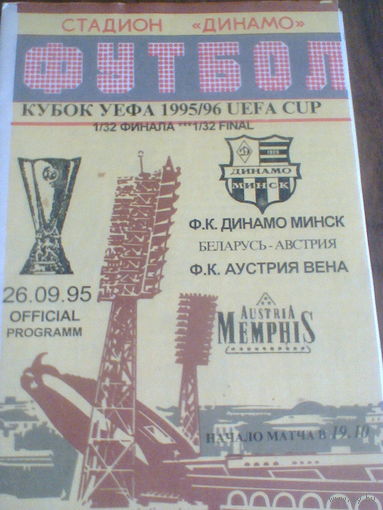 СТАДИОН «ДИНАМО»
ФУТБОЛ
КУБОК УЕФА 1995/96 UEFA CUP
1/32 ФИНАЛА ***1/32 FINAL
ДИНАМО
МИНСК
Ф.К. ДИНАМО МИНСК
БЕЛАРУСЬ - АВСТРИЯ
Ф.К. АУСТРИЯ ВЕНА
26.09.95
OFFICIAL
PROGRAMM
AUSTRIA
MEMPHIS
НАЧАЛО МАТЧА В 19.10